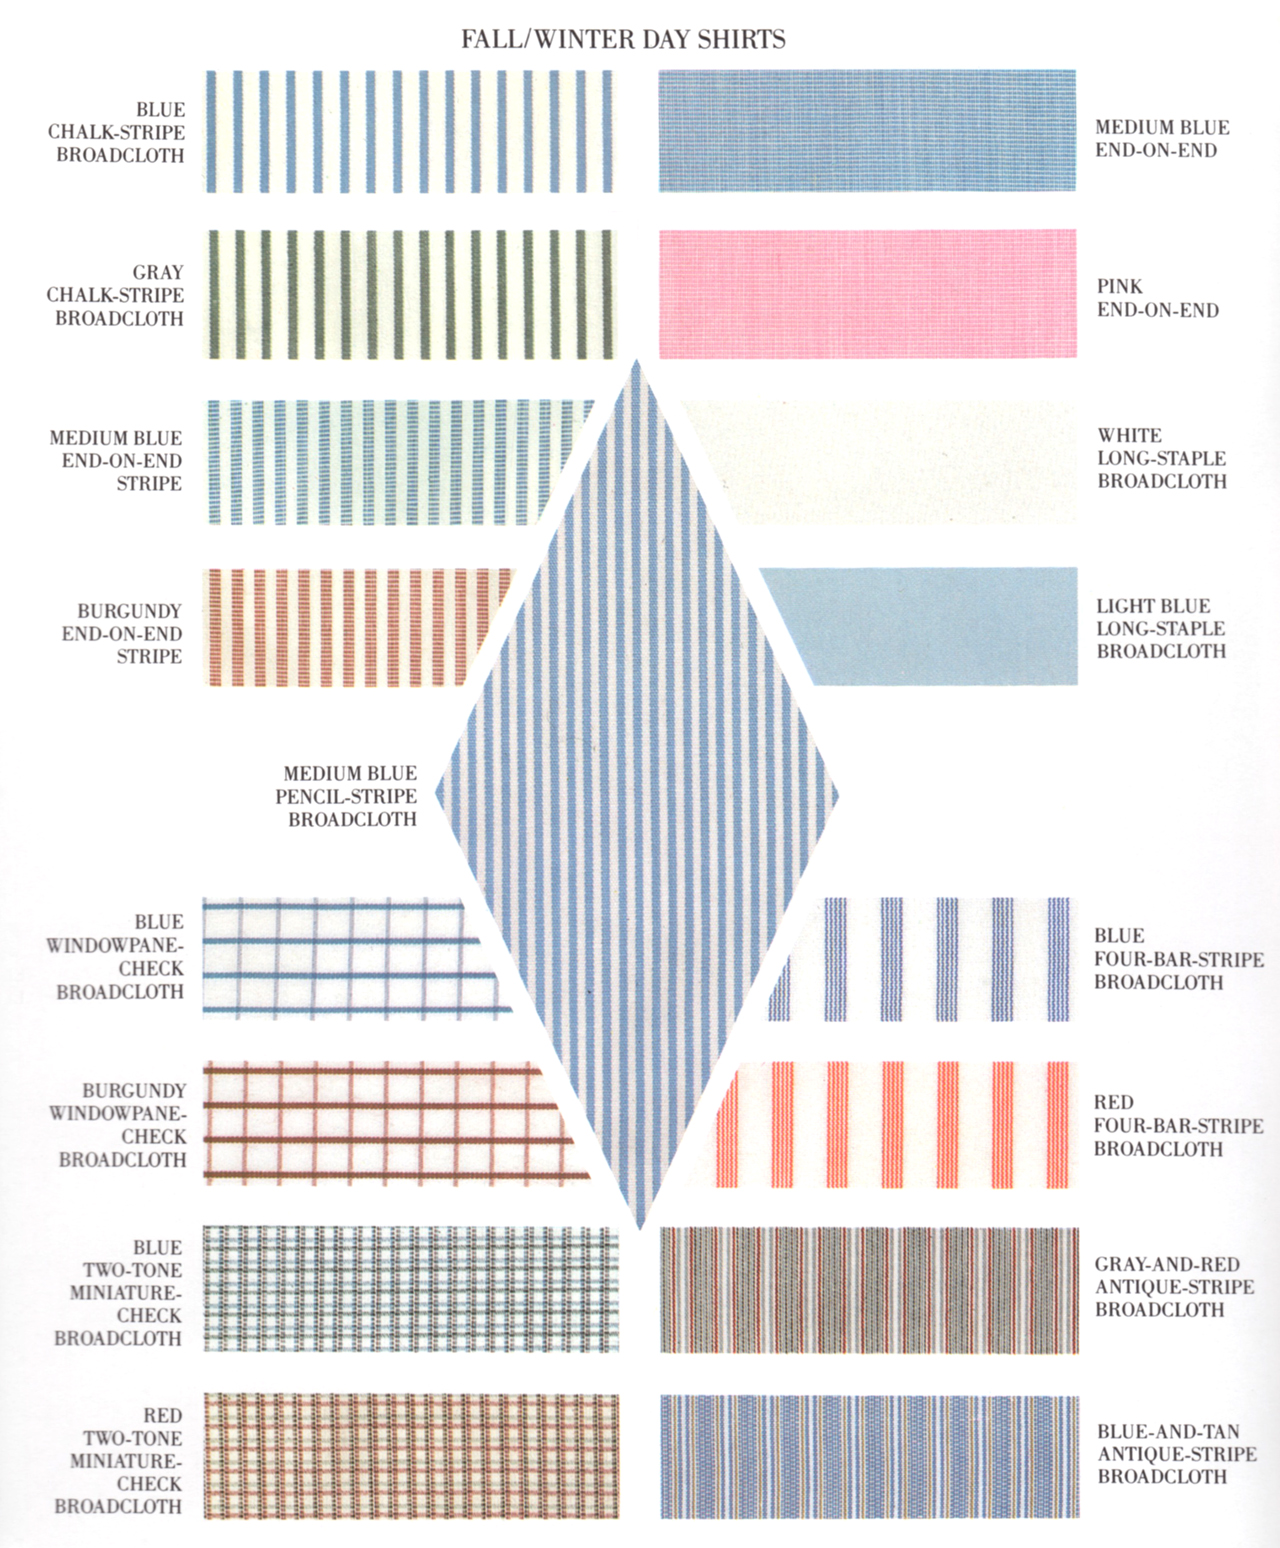 FALL/WINTER DAY SHIRTS
BLUE
CHALK-STRIPE
BROADCLOTH
MEDIUM BLUE
END-ON-END
GRAY
CHALK-STRIPE
BROADCLOTH
PINK
END-ON-END
MEDIUM BLUE
END-ON-END
STRIPE
WHITE
LONG-STAPLE
BROADCLOTH
BURGUNDY
END-ON-END
STRIPE
LIGHT BLUE
LONG-STAPLE
BROADCLOTH
MEDIUM BLUE
PENCIL-STRIPE
BROADCLOTH
BLUE
WINDOWPANE-
CHECK
BROADCLOTH
BLUE
FOUR-BAR-STRIPE
BROADCLOTH
BURGUNDY
WINDOWPANE-
CHECK
BROADCLOTH
RED
FOUR-BAR-STRIPE
BROADCLOTH
BLUE
TWO-TONE
MINIATURE-
CHECK
BROADCLOTH
GRAY-AND-RED
ANTIQUE-STRIPE
BROADCLOTH
RED
TWO-TONE
MINIATURE-
CHECK
BROADCLOTH
BLUE-AND-TAN
ANTIQUE-STRIPE
BROADCLOTH